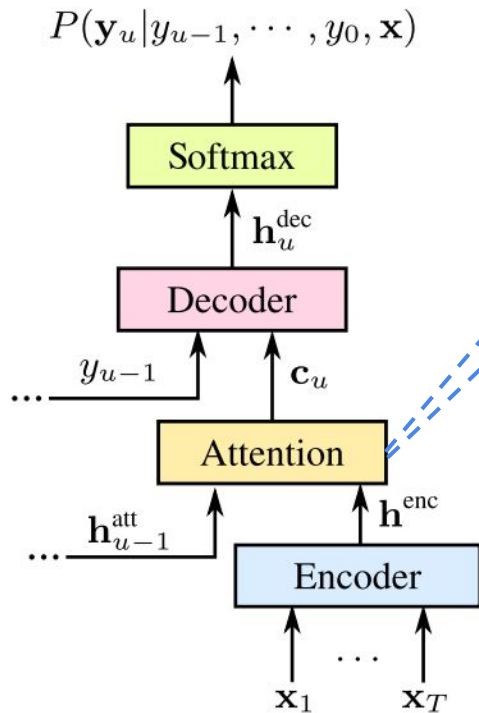 P(y_u|y_{u-1}, ⋯ , y_0, x)
Softmax
h_u^{dec}
Decoder
y_{u-1}
c_u
...
Attention
h_{u-1}^{att}
h^{enc}
...
Encoder
⋯
x_1
x_T